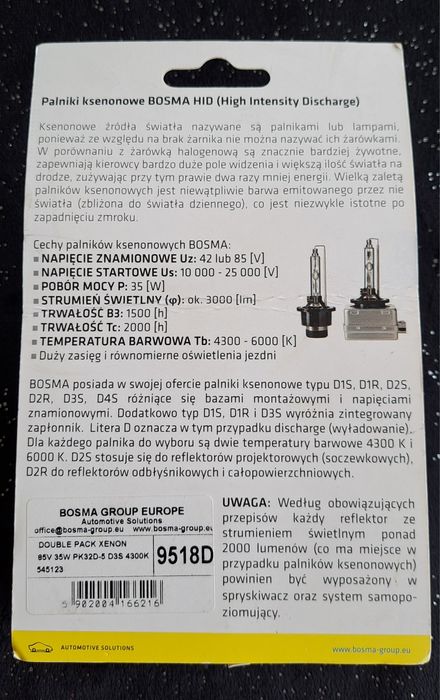 Palniki ksenonowe BOSMA HID (High Intensity Discharge)
Ksenonowe źródła światła nazywane są palnikami lub lampami,
ponieważ ze względu na brak żarnika nie można nazywać ich żarówkami.
W porównaniu z żarówką halogenową są znacznie bardziej żywotne,
zapewniają kierowcy bardzo duże pole widzenia i większą ilość światła na
drodze, zużywając przy tym prawie dwa razy mniej energii. Wielką zaletą
palników ksenonowych jest niewątpliwie barwa emitowanego przez nie
światła (zbliżona do światła dziennego), co jest niezwykle istotne po
zapadnięciu zmroku.
Cechy palników ksenonowych BOSMA:
■ NAPIĘCIE ZNAMIONOWE Uz: 42 lub 85 [V]
■ NAPIĘCIE STARTOWE Us: 10 000 - 25 000 [V]
■ POBÓR MOCY P: 35 [W]
■ STRUMIEŃ ŚWIETLNY (φ): ok. 3000 [lm]
■ TRWAŁOŚĆ B3: 1500 [h]
■ TRWAŁOŚĆ Tc: 2000 [h]
■ TEMPERATURA BARWOWA Tb: 4300 - 6000 [K]
■ Duży zasięg i równomierne oświetlenia jezdni
BOSMA posiada w swojej ofercie palniki ksenonowe typu D1S, D1R, D2S,
D2R, D3S, D4S różniące się bazami montażowymi i napięciami
znamionowymi. Dodatkowo typ D1S, D1R i D3S wyróżnia zintegrowany
zapłonnik. Litera D oznacza w tym przypadku discharge (wyładowanie).
Dla każdego palnika do wyboru są dwie temperatury barwowe 4300 K i
6000 K. D2S stosuje się do reflektorów projektorowych (soczewkowych),
D2R do reflektorów odbłyśnikowych i całopowierzchniowych.
BOSMA GROUP EUROPE
Automotive Solutions
office@bosma-group.eu www.bosma-group.eu
DOUBLE PACK XENON
85V 35W PK32D-5 D3S 4300K
545123
9518D
5 902004 166216
UWAGA: Według obowiązujących
przepisów każdy reflektor ze
strumieniem świetlnym ponad
2000 lumenów (co ma miejsce w
przypadku palników ksenonowych)
powinien być wyposażony w
spryskiwacz oraz system samopo-
ziomujący.
AUTOMOTIVE SOLUTIONS
www.bosma-group.eu